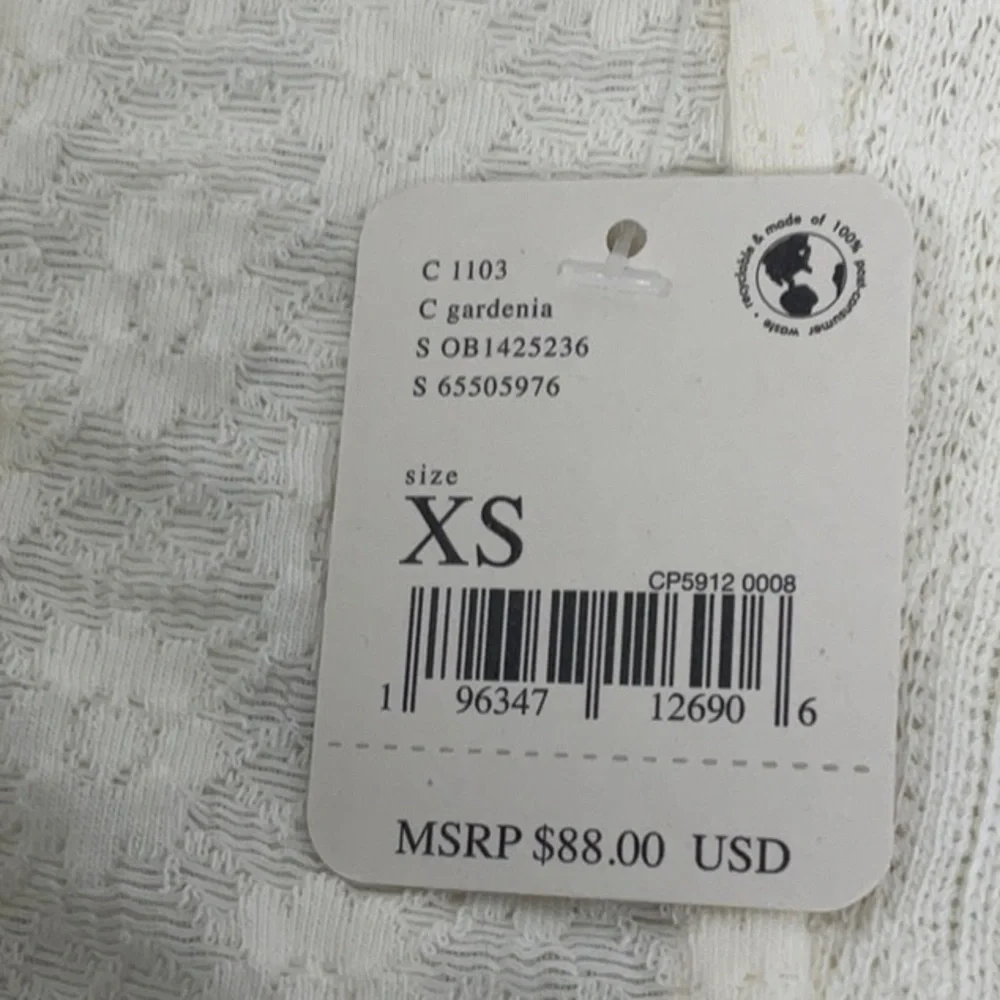 recyclable & made of 100% post-consumer waste •
C 1103
C gardenia
S OB1425236
S 65505976
size
XS
CP5912 0008
1 96347 12690 6
MSRP $88.00 USD